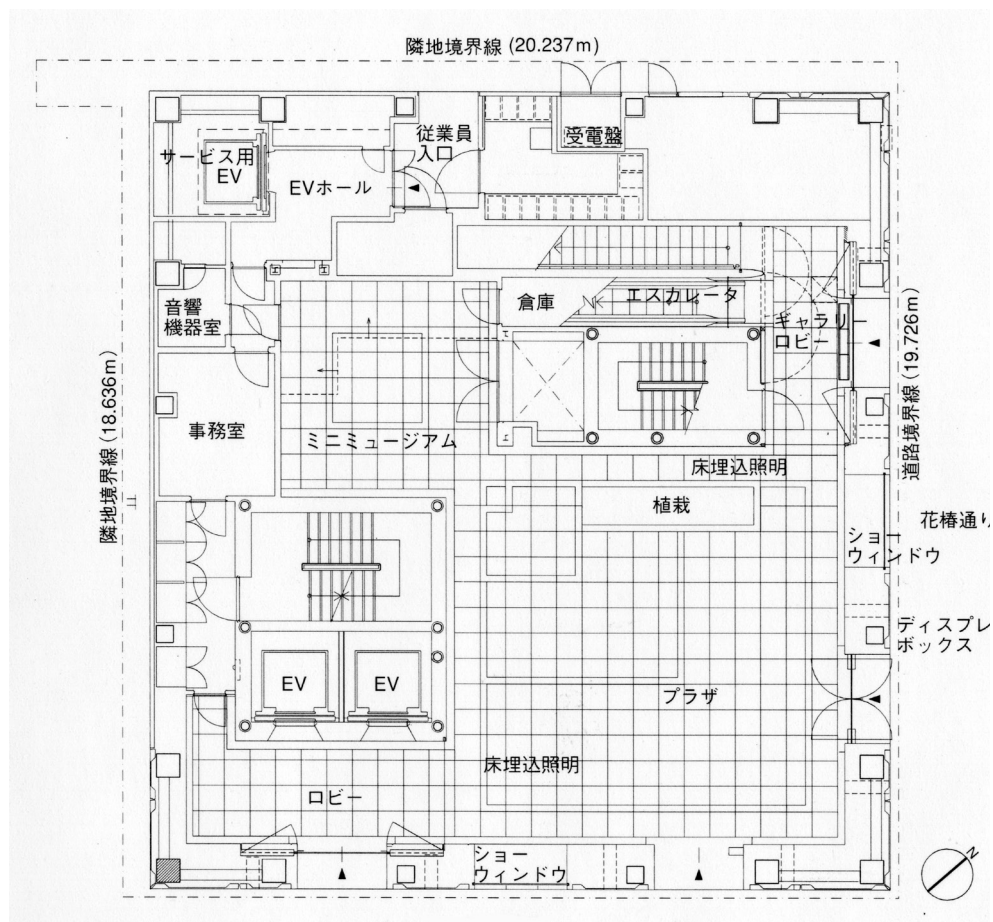 隣地境界線 (20.237m)
従業員
入口
受電盤
サービス用
EV
EVホール
音響
機器室
倉庫
エスカレータ
ギャラリ
ロビー
道路境界線 (19.726m)
隣地境界線 (18.636m)
事務室
ミニミュージアム
床埋込照明
植栽
花椿通り
ショー
ウィンドウ
ディスプレ
ボックス
EV
EV
プラザ
床埋込照明
ロビー
ショー
ウィンドウ
N